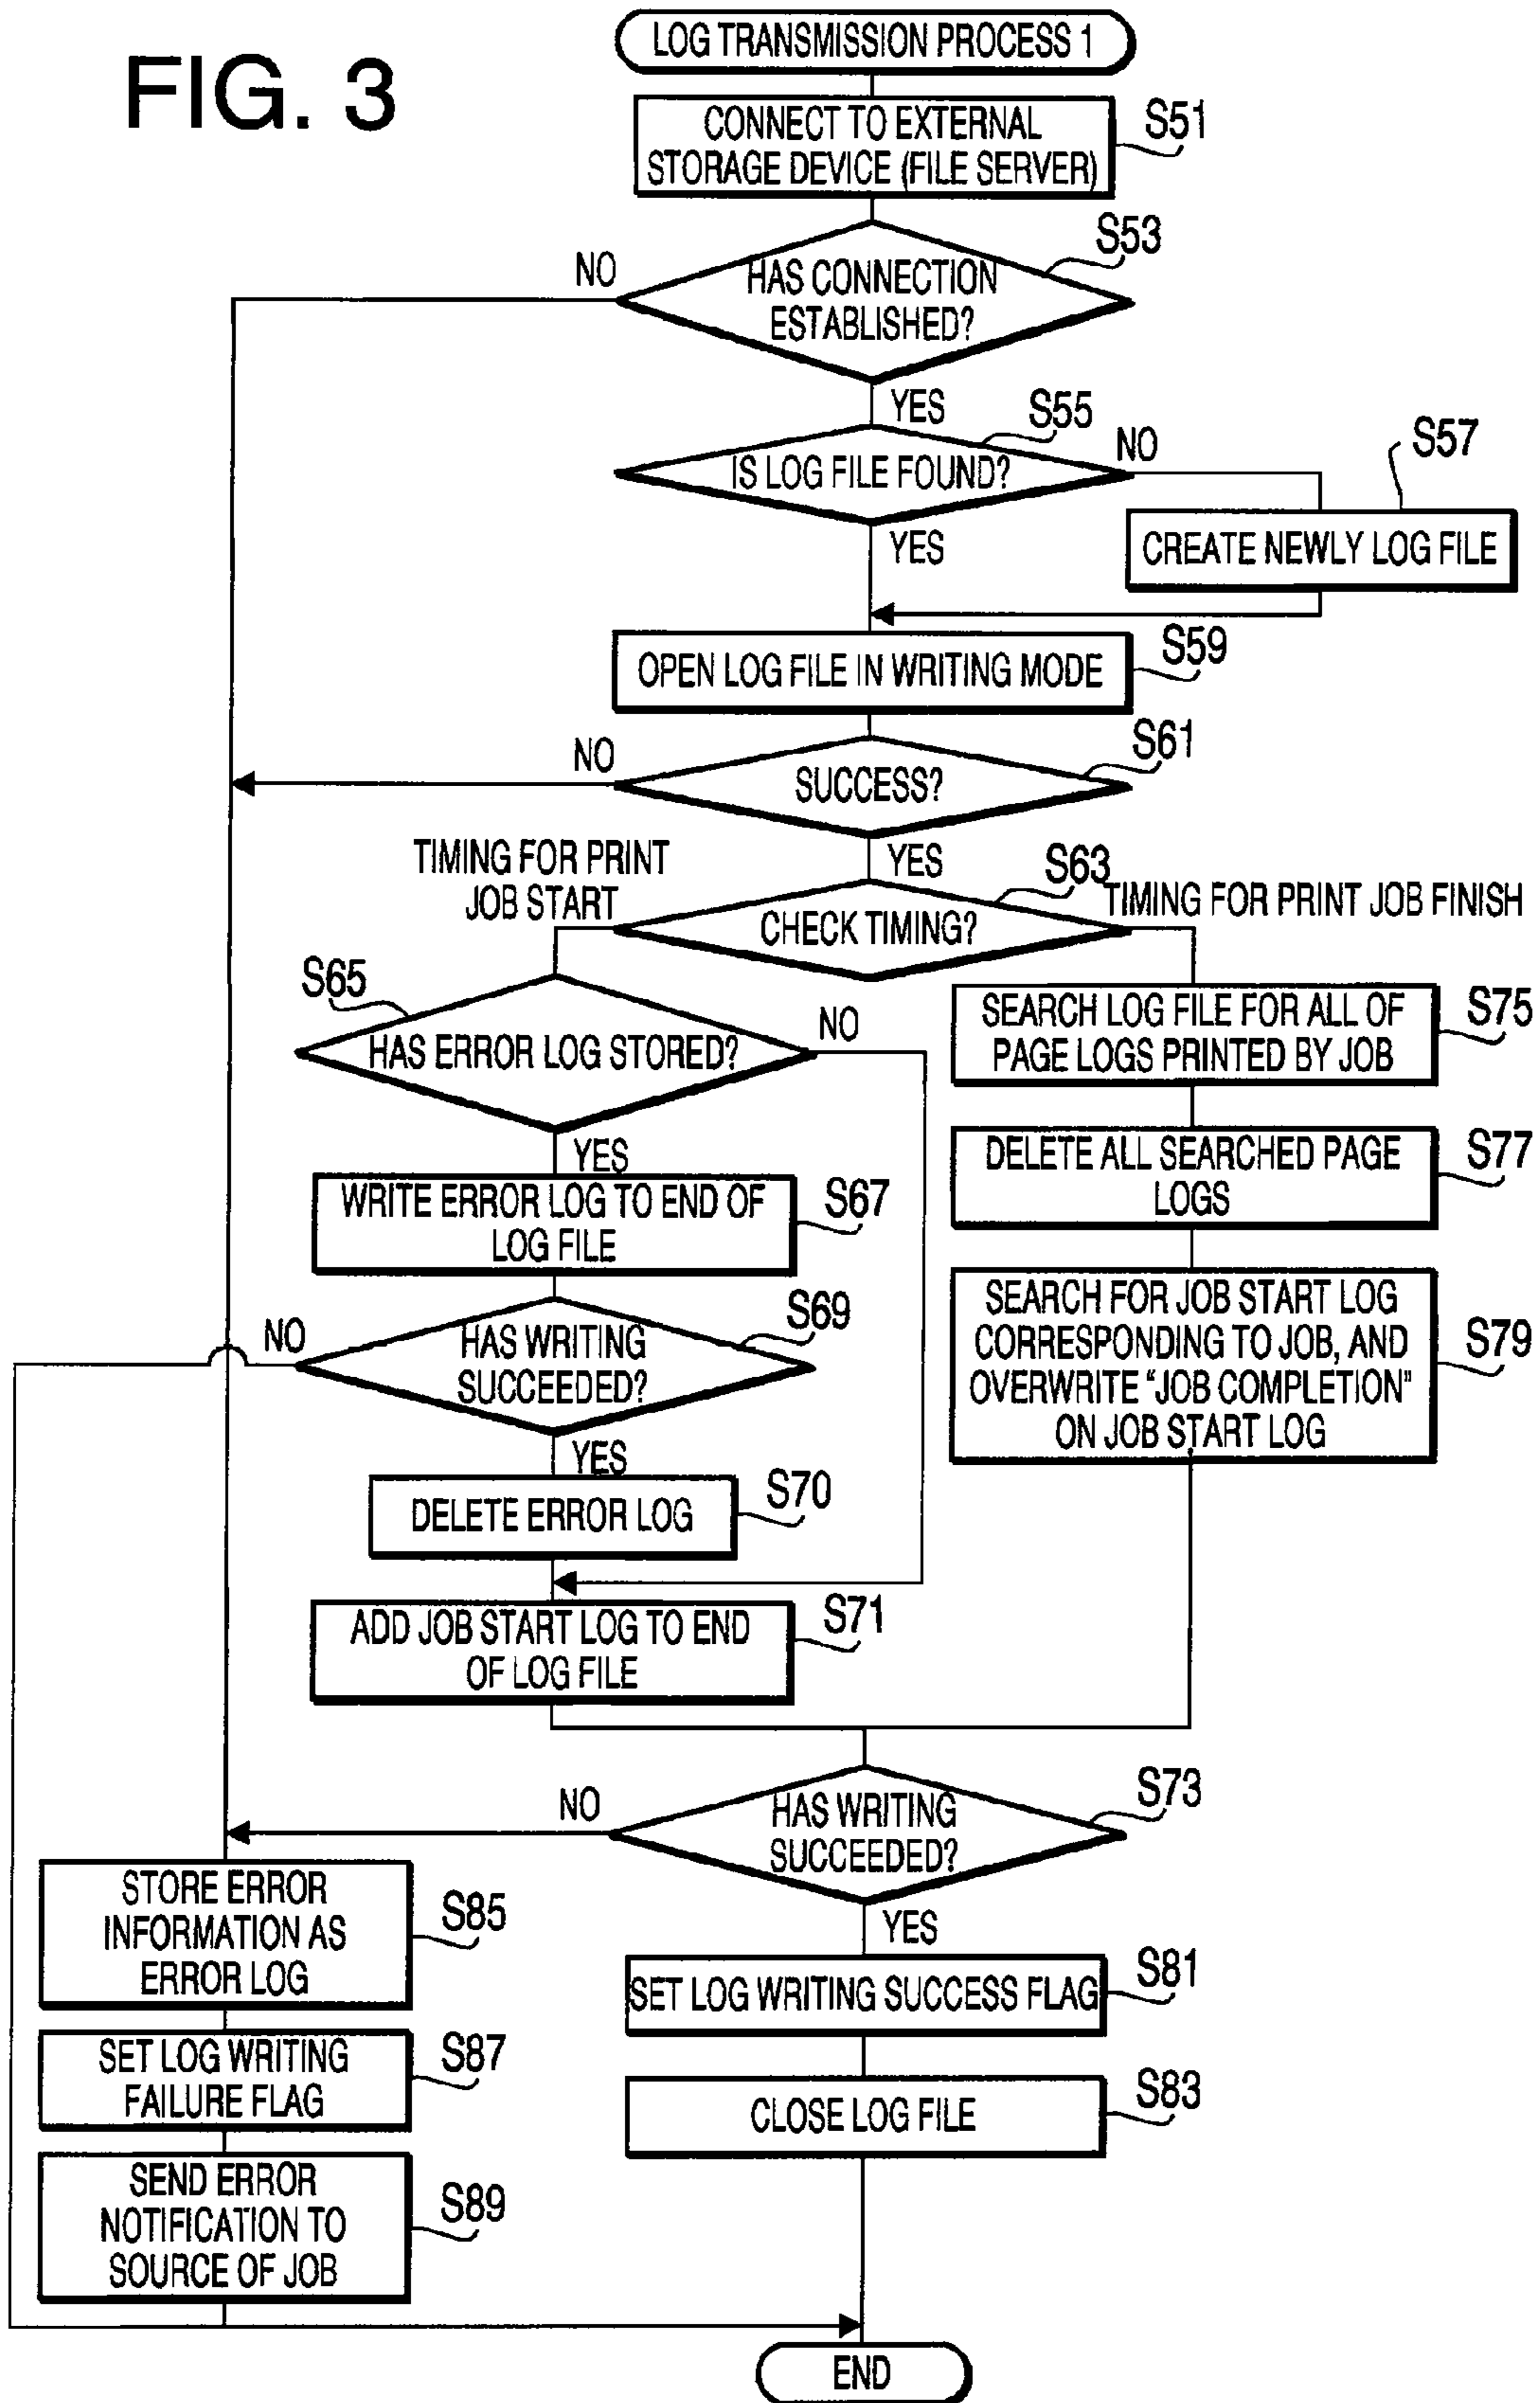 FIG. 3
LOG TRANSMISSION PROCESS 1
CONNECT TO EXTERNAL
STORAGE DEVICE (FILE SERVER)
S51
HAS CONNECTION
ESTABLISHED?
S53
NO
YES
IS LOG FILE FOUND?
S55
NO
YES
CREATE NEWLY LOG FILE
S57
OPEN LOG FILE IN WRITING MODE
S59
SUCCESS?
S61
NO
YES
CHECK TIMING?
S63
TIMING FOR PRINT
JOB START
TIMING FOR PRINT JOB FINISH
HAS ERROR LOG STORED?
S65
NO
YES
WRITE ERROR LOG TO END OF
LOG FILE
S67
HAS WRITING
SUCCEEDED?
S69
NO
YES
DELETE ERROR LOG
S70
ADD JOB START LOG TO END
OF LOG FILE
S71
SEARCH LOG FILE FOR ALL OF
PAGE LOGS PRINTED BY JOB
S75
DELETE ALL SEARCHED PAGE
LOGS
S77
SEARCH FOR JOB START LOG
CORRESPONDING TO JOB, AND
OVERWRITE "JOB COMPLETION"
ON JOB START LOG
S79
HAS WRITING
SUCCEEDED?
S73
NO
YES
SET LOG WRITING SUCCESS FLAG
S81
CLOSE LOG FILE
S83
STORE ERROR
INFORMATION AS
ERROR LOG
S85
SET LOG WRITING
FAILURE FLAG
S87
SEND ERROR
NOTIFICATION TO
SOURCE OF JOB
S89
END